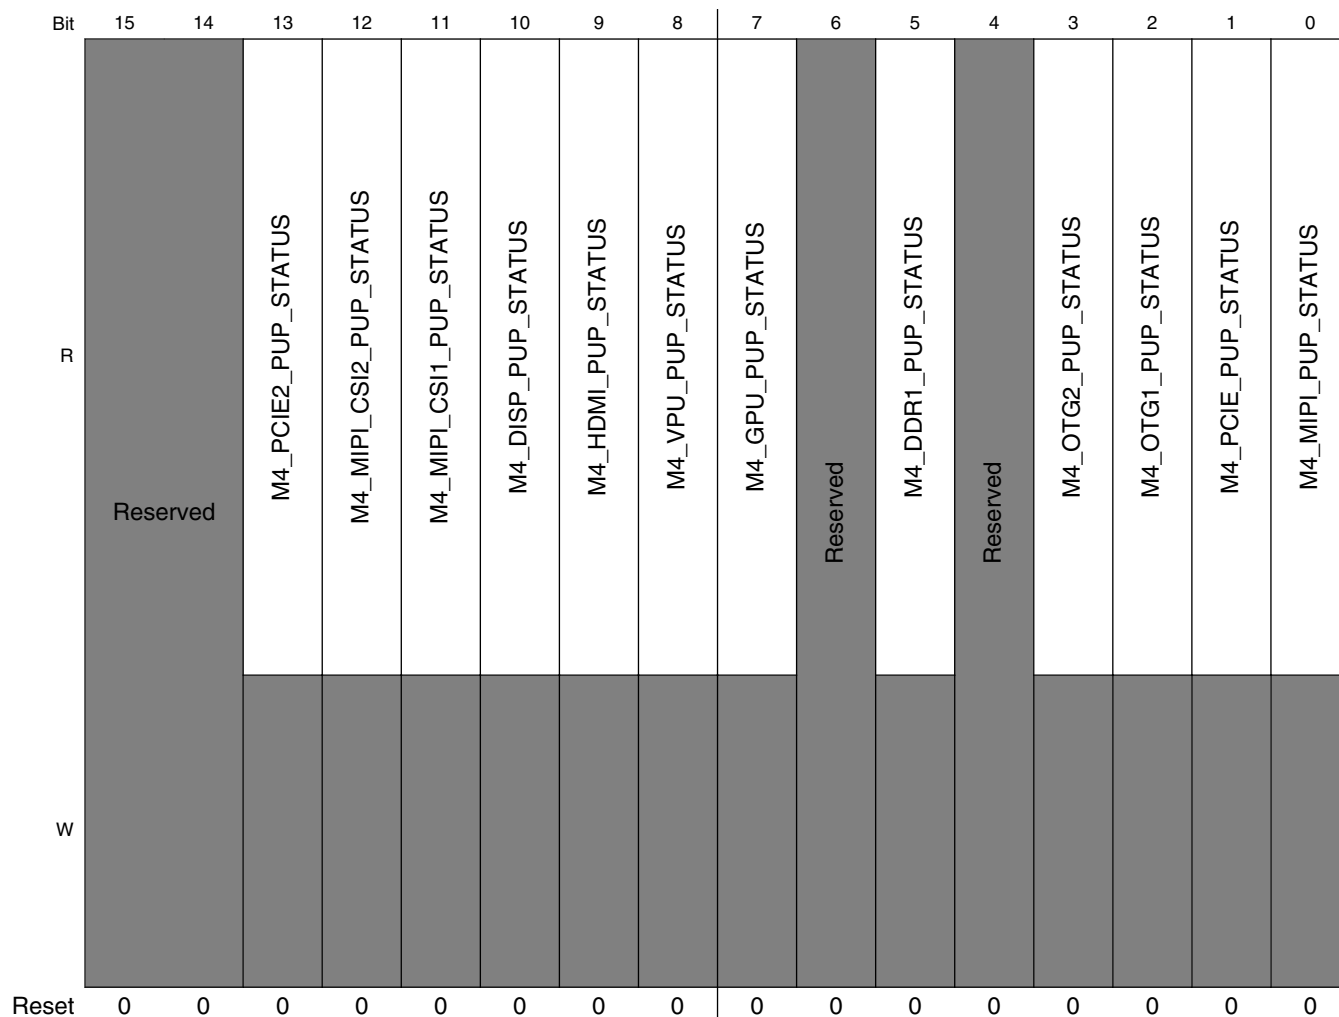 Bit 15 14 13 12 11 10 9 8 7 6 5 4 3 2 1 0
R
Reserved
M4_PCIE2_PUP_STATUS
M4_MIPI_CSI2_PUP_STATUS
M4_MIPI_CSI1_PUP_STATUS
M4_DISP_PUP_STATUS
M4_HDMI_PUP_STATUS
M4_VPU_PUP_STATUS
M4_GPU_PUP_STATUS
Reserved
M4_DDR1_PUP_STATUS
Reserved
M4_OTG2_PUP_STATUS
M4_OTG1_PUP_STATUS
M4_PCIE_PUP_STATUS
M4_MIPI_PUP_STATUS
W
Reset 0 0 0 0 0 0 0 0 0 0 0 0 0 0 0 0